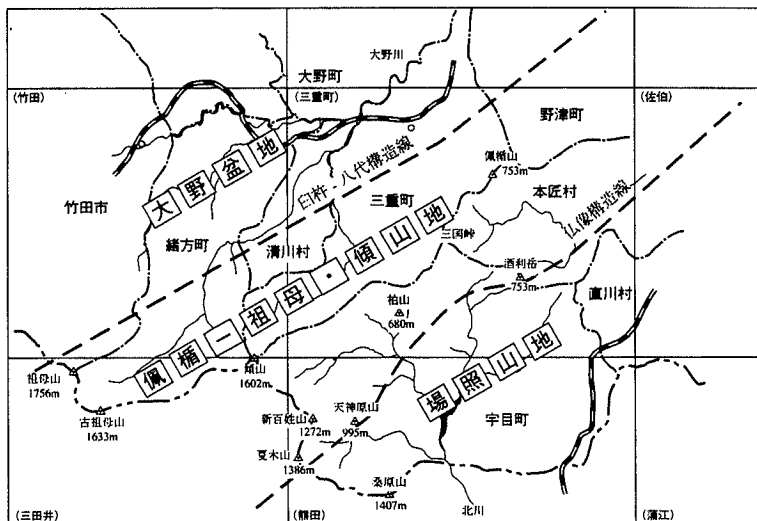 大野町
大野川
(竹田)
(三重町)
(佐伯)
野津町
佩楯山
753m
大野盆地
臼杵-八代構造線
本匠村
仏像構造線
竹田市
三重町
緒方町
清川村
三国峠
酒利岳
753m
佩楯―祖母・傾山地
柏山
680m
直川村
祖母山
1756m
傾山
1602m
古祖母山
1633m
場照山地
新百姓山
1272m
天神原山
995m
宇目町
夏木山
1386m
桑原山
1407m
北川
(三田井)
(熊田)
(蒲江)